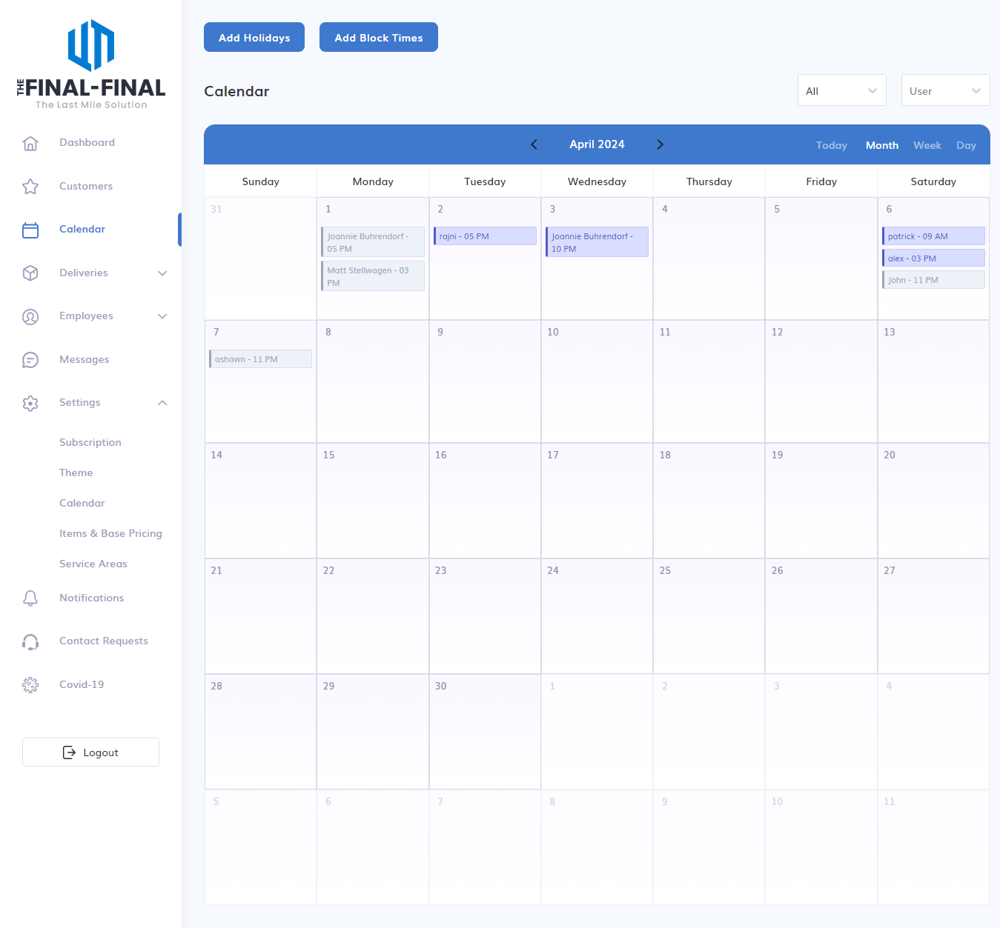 THE FINAL-FINAL
The Last Mile Solution
Dashboard
Customers
Calendar
Deliveries
Employees
Messages
Settings
Subscription
Theme
Calendar
Items & Base Pricing
Service Areas
Notifications
Contact Requests
Covid-19
Logout
Add Holidays Add Block Times
Calendar All User
April 2024 Today Month Week Day
Sunday Monday Tuesday Wednesday Thursday Friday Saturday
31 1 2 3 4 5 6
Joannie Buhrendorf -
05 PM
Matt Stellwagen - 03
PM
rajni - 05 PM
Joannie Buhrendorf -
10 PM
patrick - 09 AM
alex - 03 PM
John - 11 PM
7 8 9 10 11 12 13
ashawn - 11 PM
14 15 16 17 18 19 20
21 22 23 24 25 26 27
28 29 30 1 2 3 4
5 6 7 8 9 10 11